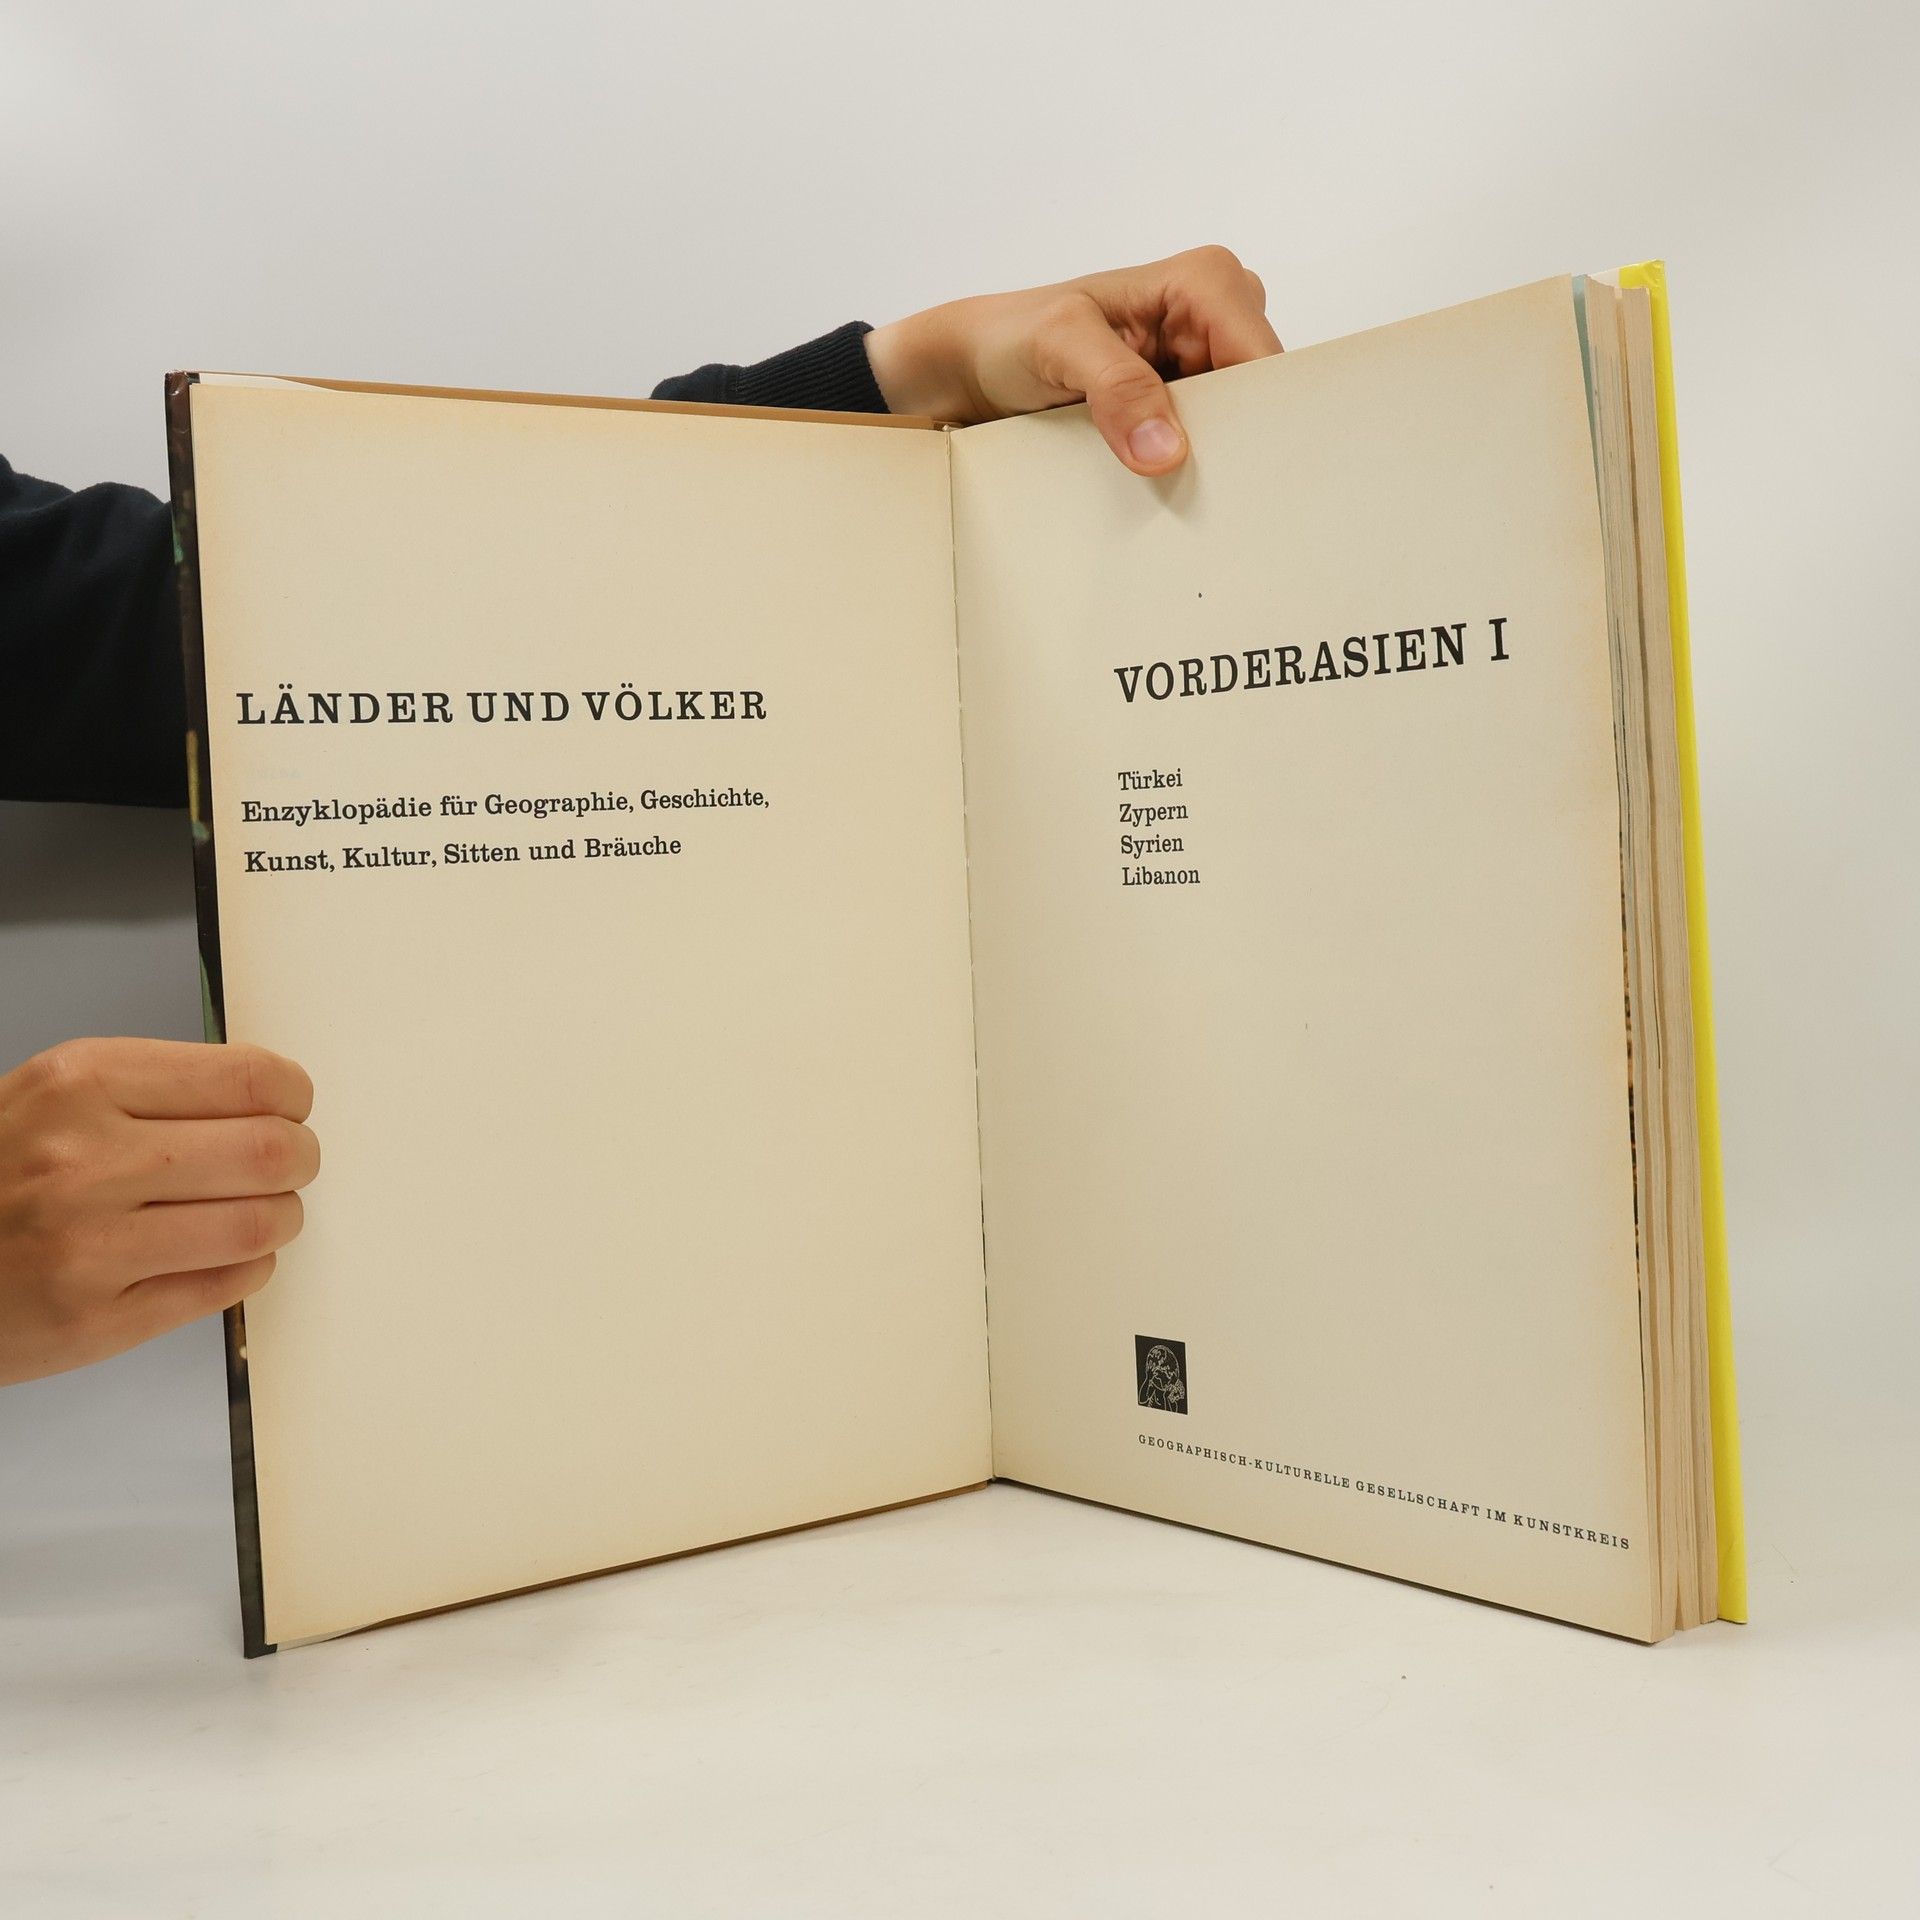 LÄNDER UND VÖLKER
Enzyklopädie für Geographie, Geschichte,
Kunst, Kultur, Sitten und Bräuche
VORDERASIEN I
Türkei
Zypern
Syrien
Libanon
GEOGRAPHISCH-KULTURELLE GESELLSCHAFT IM KUNSTKREIS